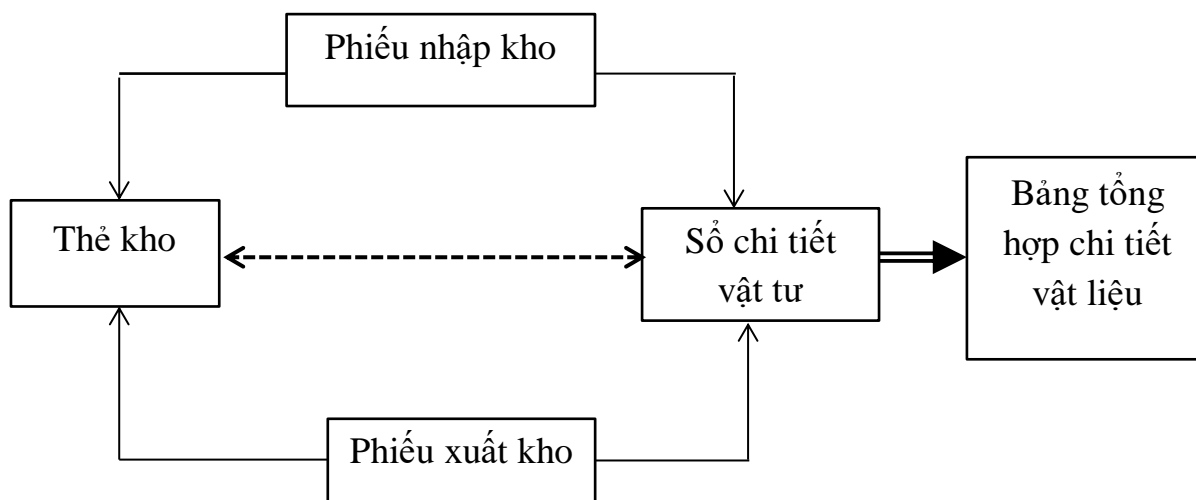 Phiếu nhập kho
Thẻ kho
Sổ chi tiết
vật tư
Bảng tổng
hợp chi tiết
vật liệu
Phiếu xuất kho